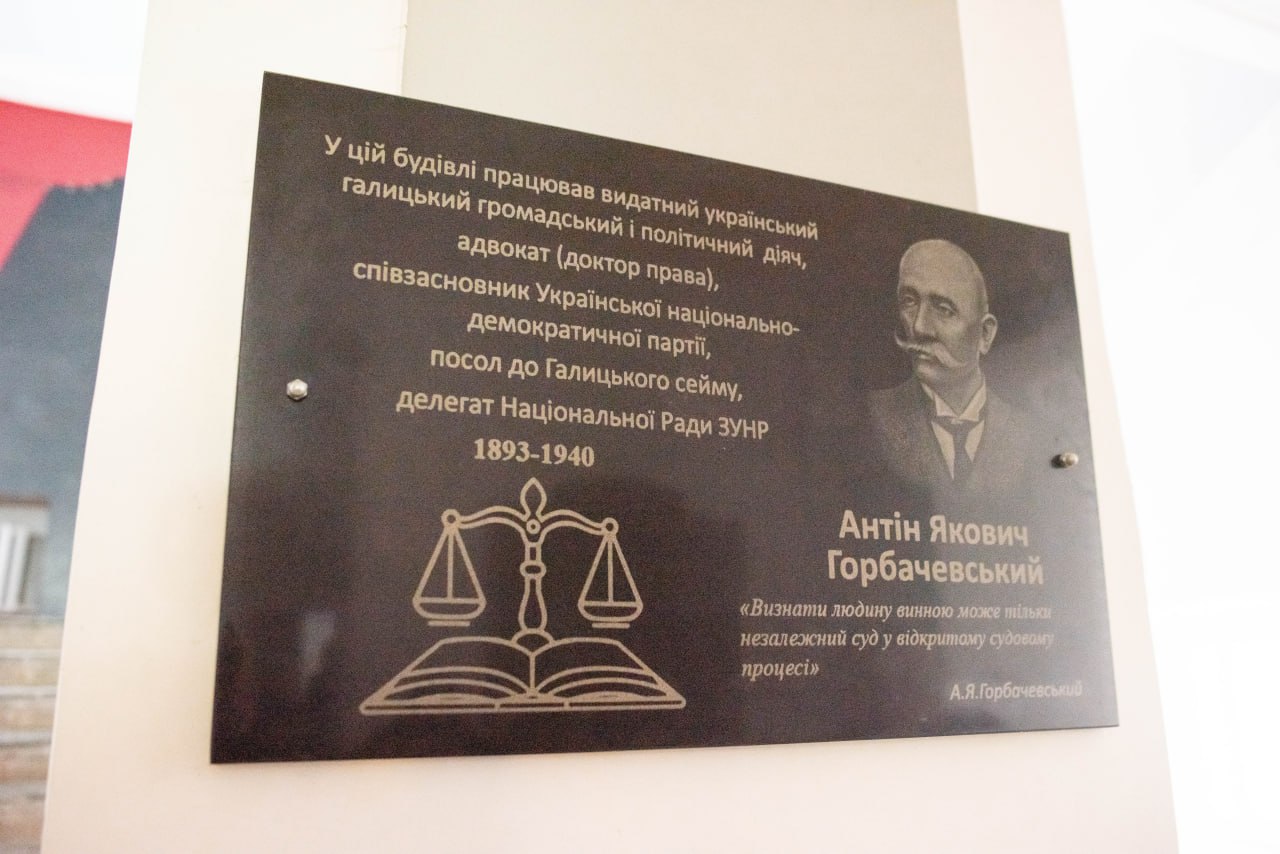 У цій будівлі працював видатний український
галицький громадський і політичний діяч,
адвокат (доктор права),
співзасновник Української національно-
демократичної партії,
посол до Галицького сейму,
делегат Національної Ради ЗУНР
1893-1940
Антін Якович
Горбачевський
«Визнати людину винною може тільки
незалежний суд у відкритому судовому
процесі»
А.Я.Горбачевський